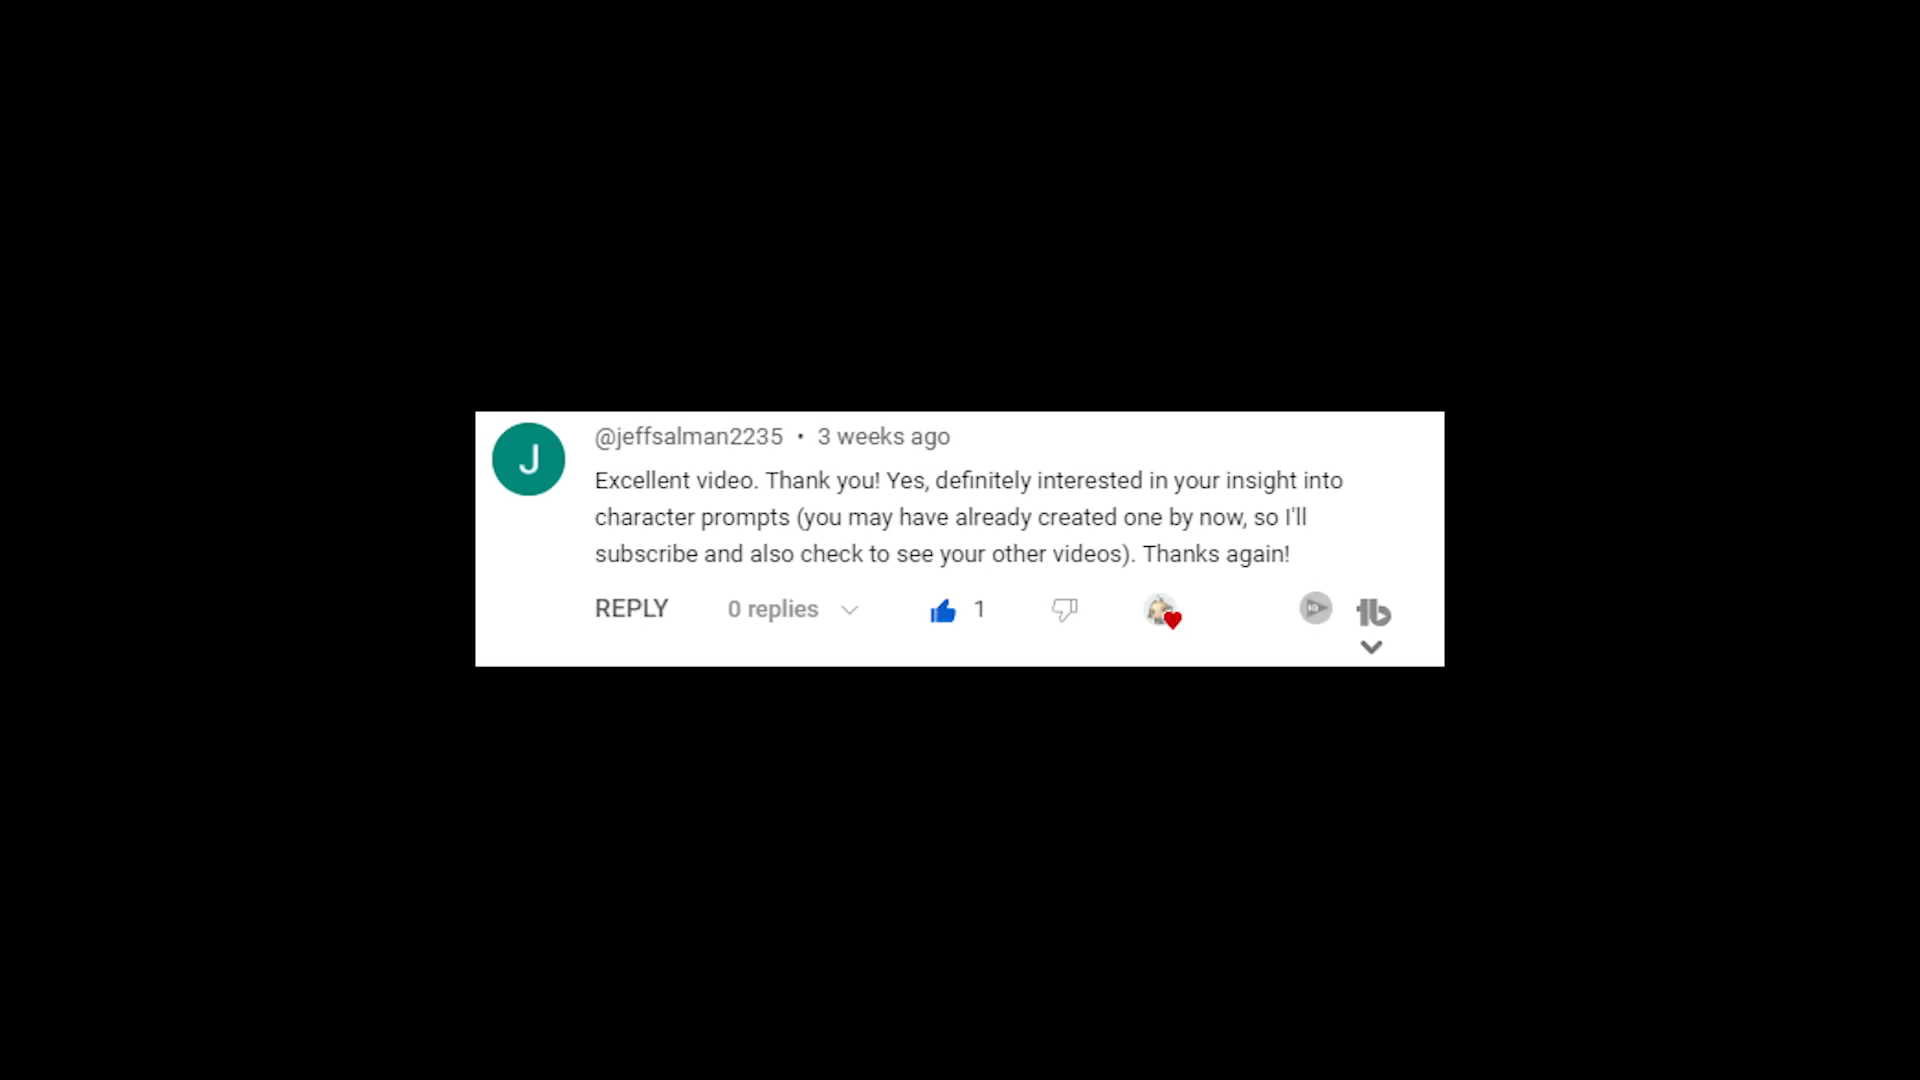 J
@jeffsalman2235 • 3 weeks ago
Excellent video. Thank you! Yes, definitely interested in your insight into
character prompts (you may have already created one by now, so I'll
subscribe and also check to see your other videos). Thanks again!
REPLY 0 replies 1